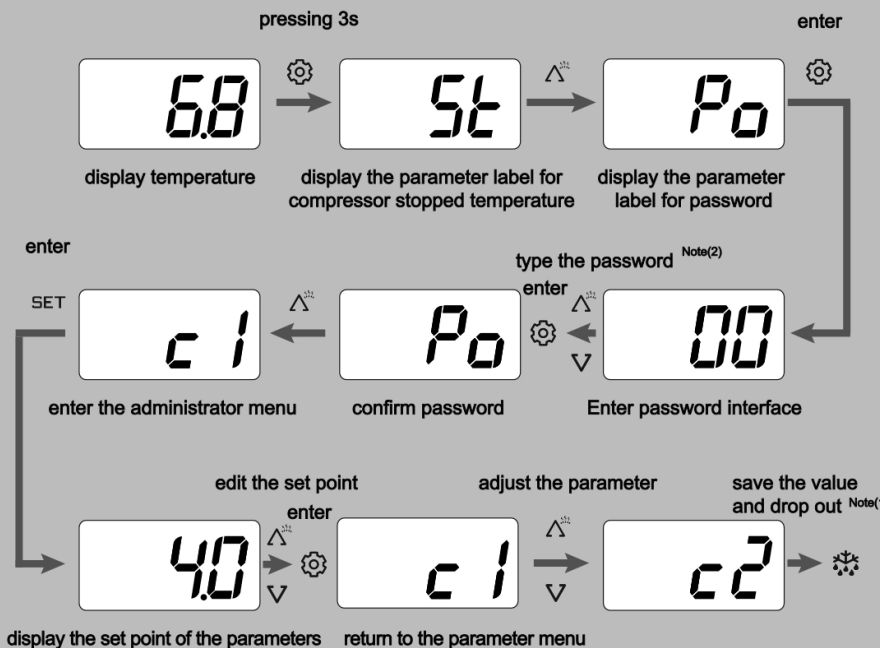 pressing 3s
enter
6.8
St
Po
display temperature
display the parameter label for
compressor stopped temperature
display the parameter
label for password
enter
type the password Note(2)
enter
SET
c1
Po
00
enter the administrator menu
confirm password
Enter password interface
edit the set point
enter
adjust the parameter
save the value
and drop out Note(
4.0
c1
c2
display the set point of the parameters
return to the parameter menu